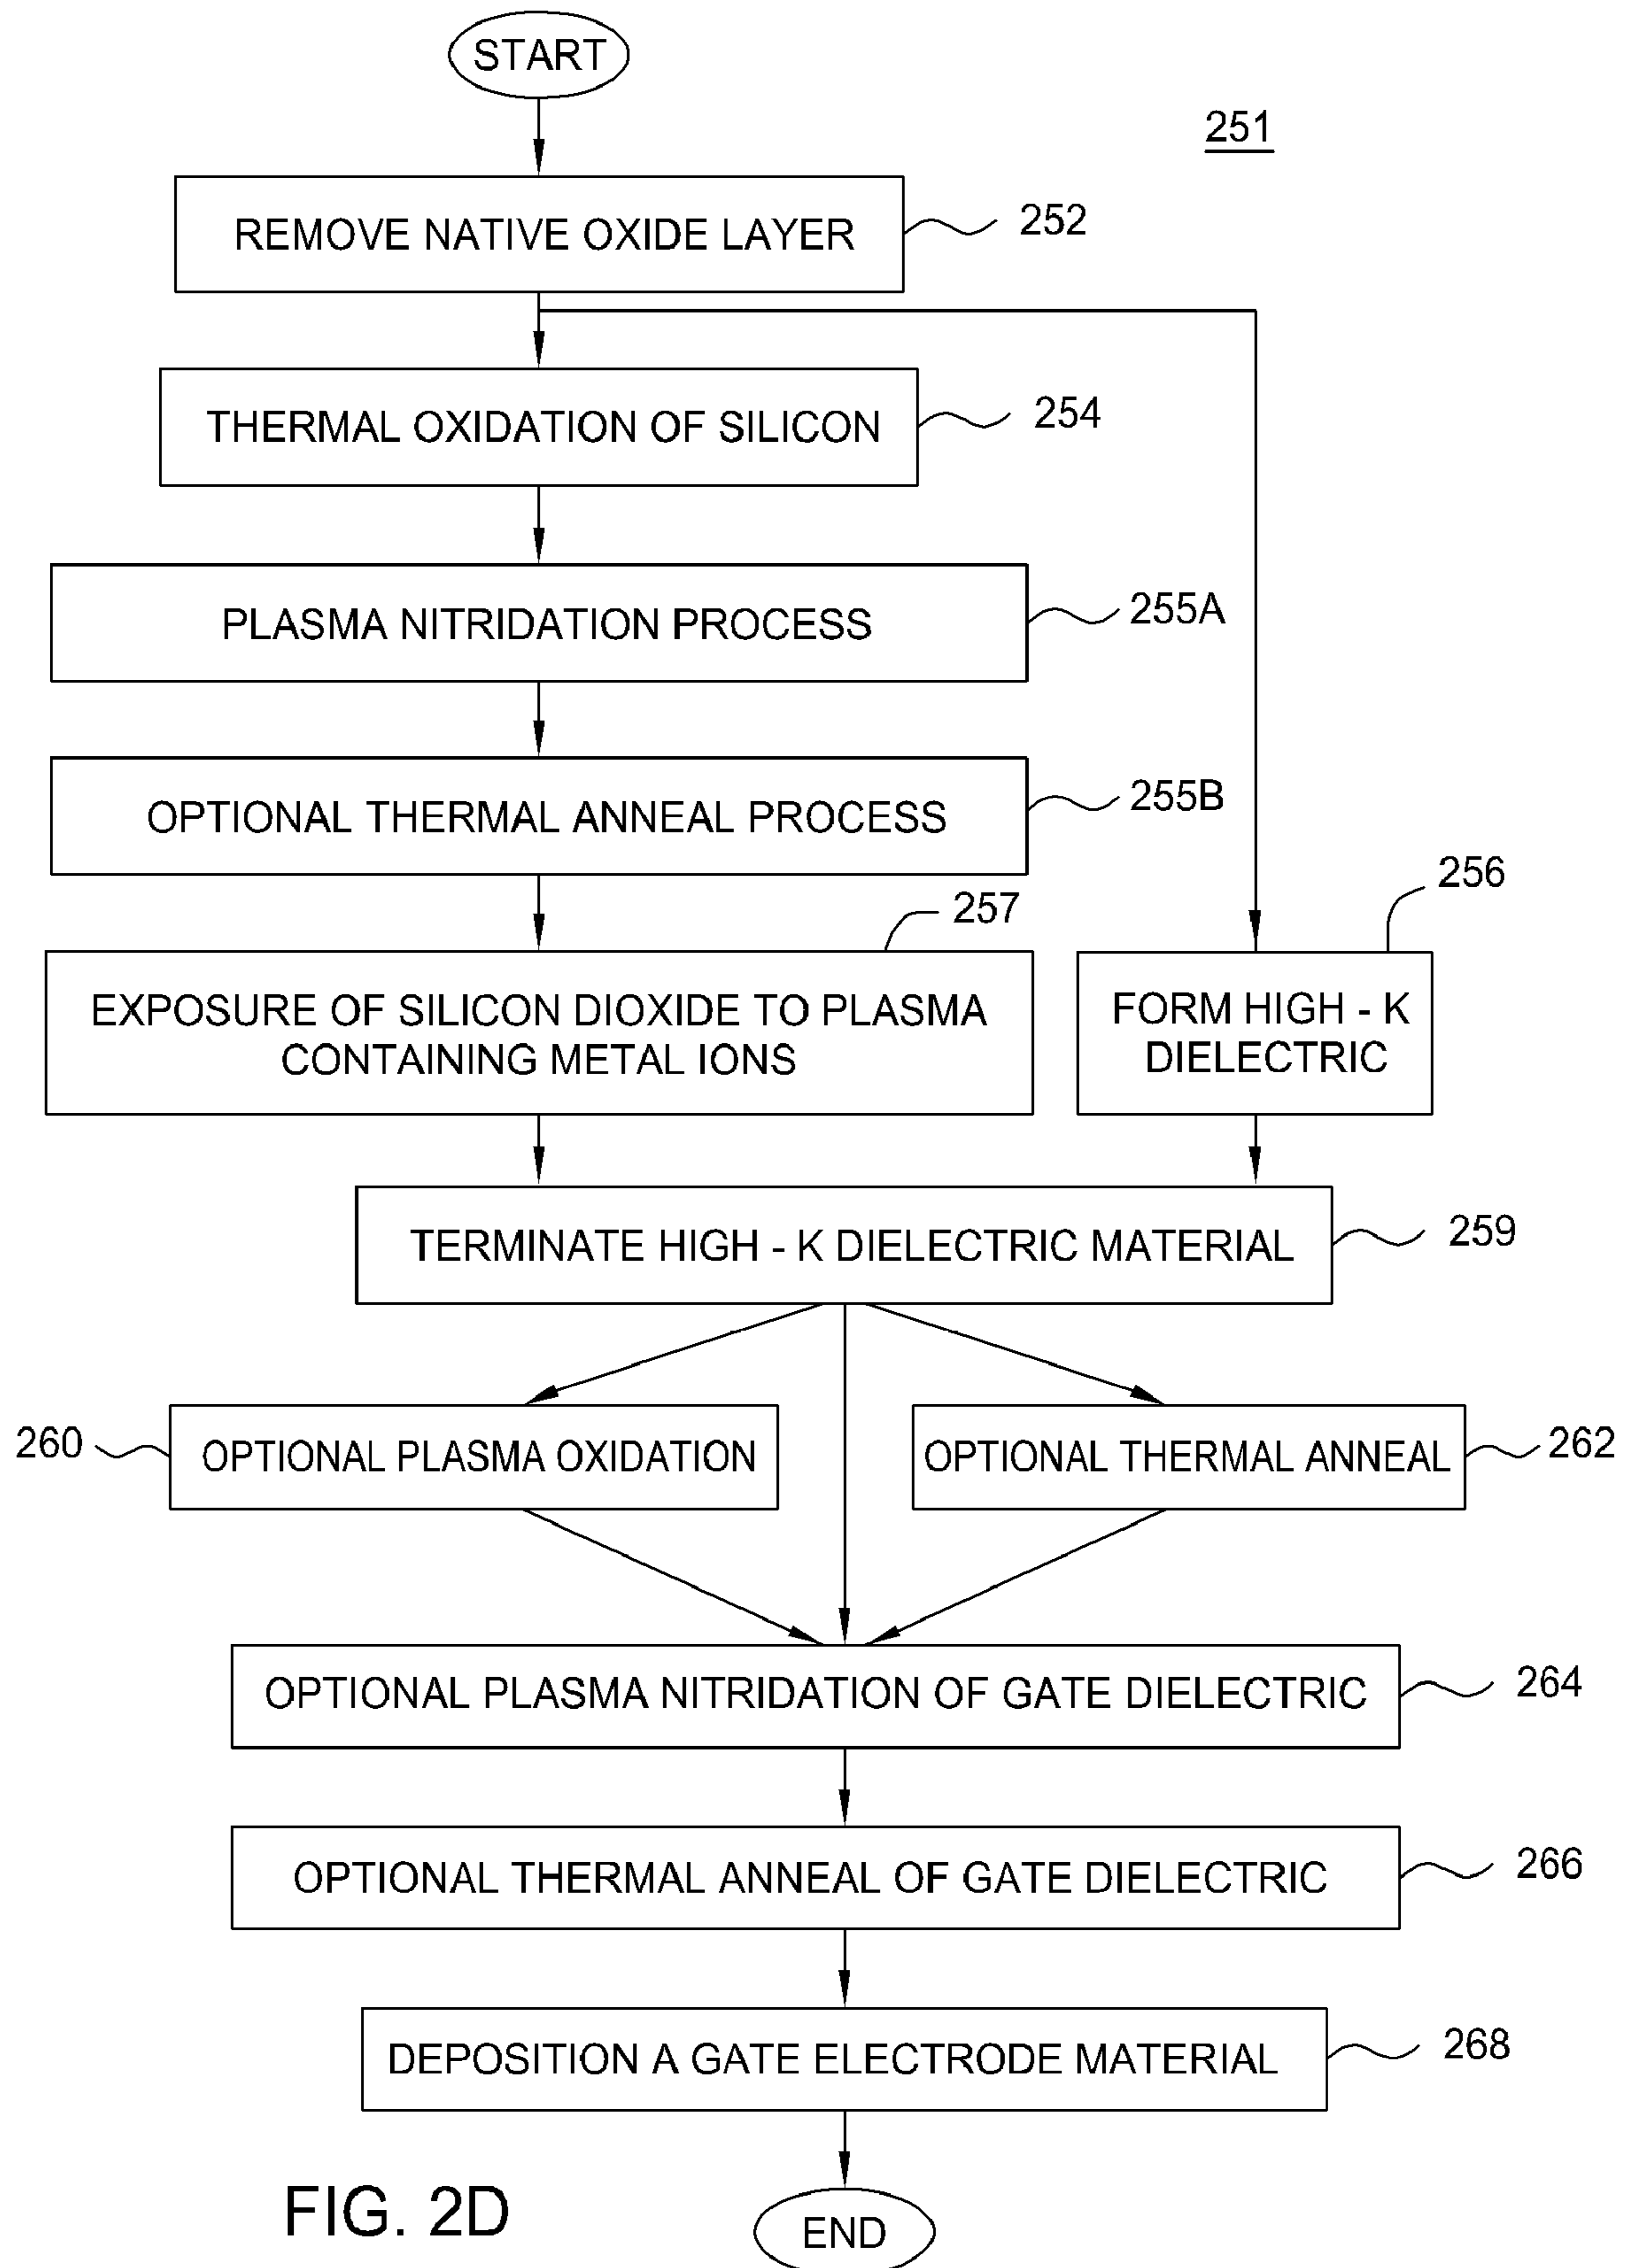 START
251
REMOVE NATIVE OXIDE LAYER
252
THERMAL OXIDATION OF SILICON
254
PLASMA NITRIDATION PROCESS
255A
OPTIONAL THERMAL ANNEAL PROCESS
255B
257
256
EXPOSURE OF SILICON DIOXIDE TO PLASMA
CONTAINING METAL IONS
FORM HIGH - K
DIELECTRIC
TERMINATE HIGH - K DIELECTRIC MATERIAL
259
260
OPTIONAL PLASMA OXIDATION
OPTIONAL THERMAL ANNEAL
262
OPTIONAL PLASMA NITRIDATION OF GATE DIELECTRIC
264
OPTIONAL THERMAL ANNEAL OF GATE DIELECTRIC
266
DEPOSITION A GATE ELECTRODE MATERIAL
268
FIG. 2D
END